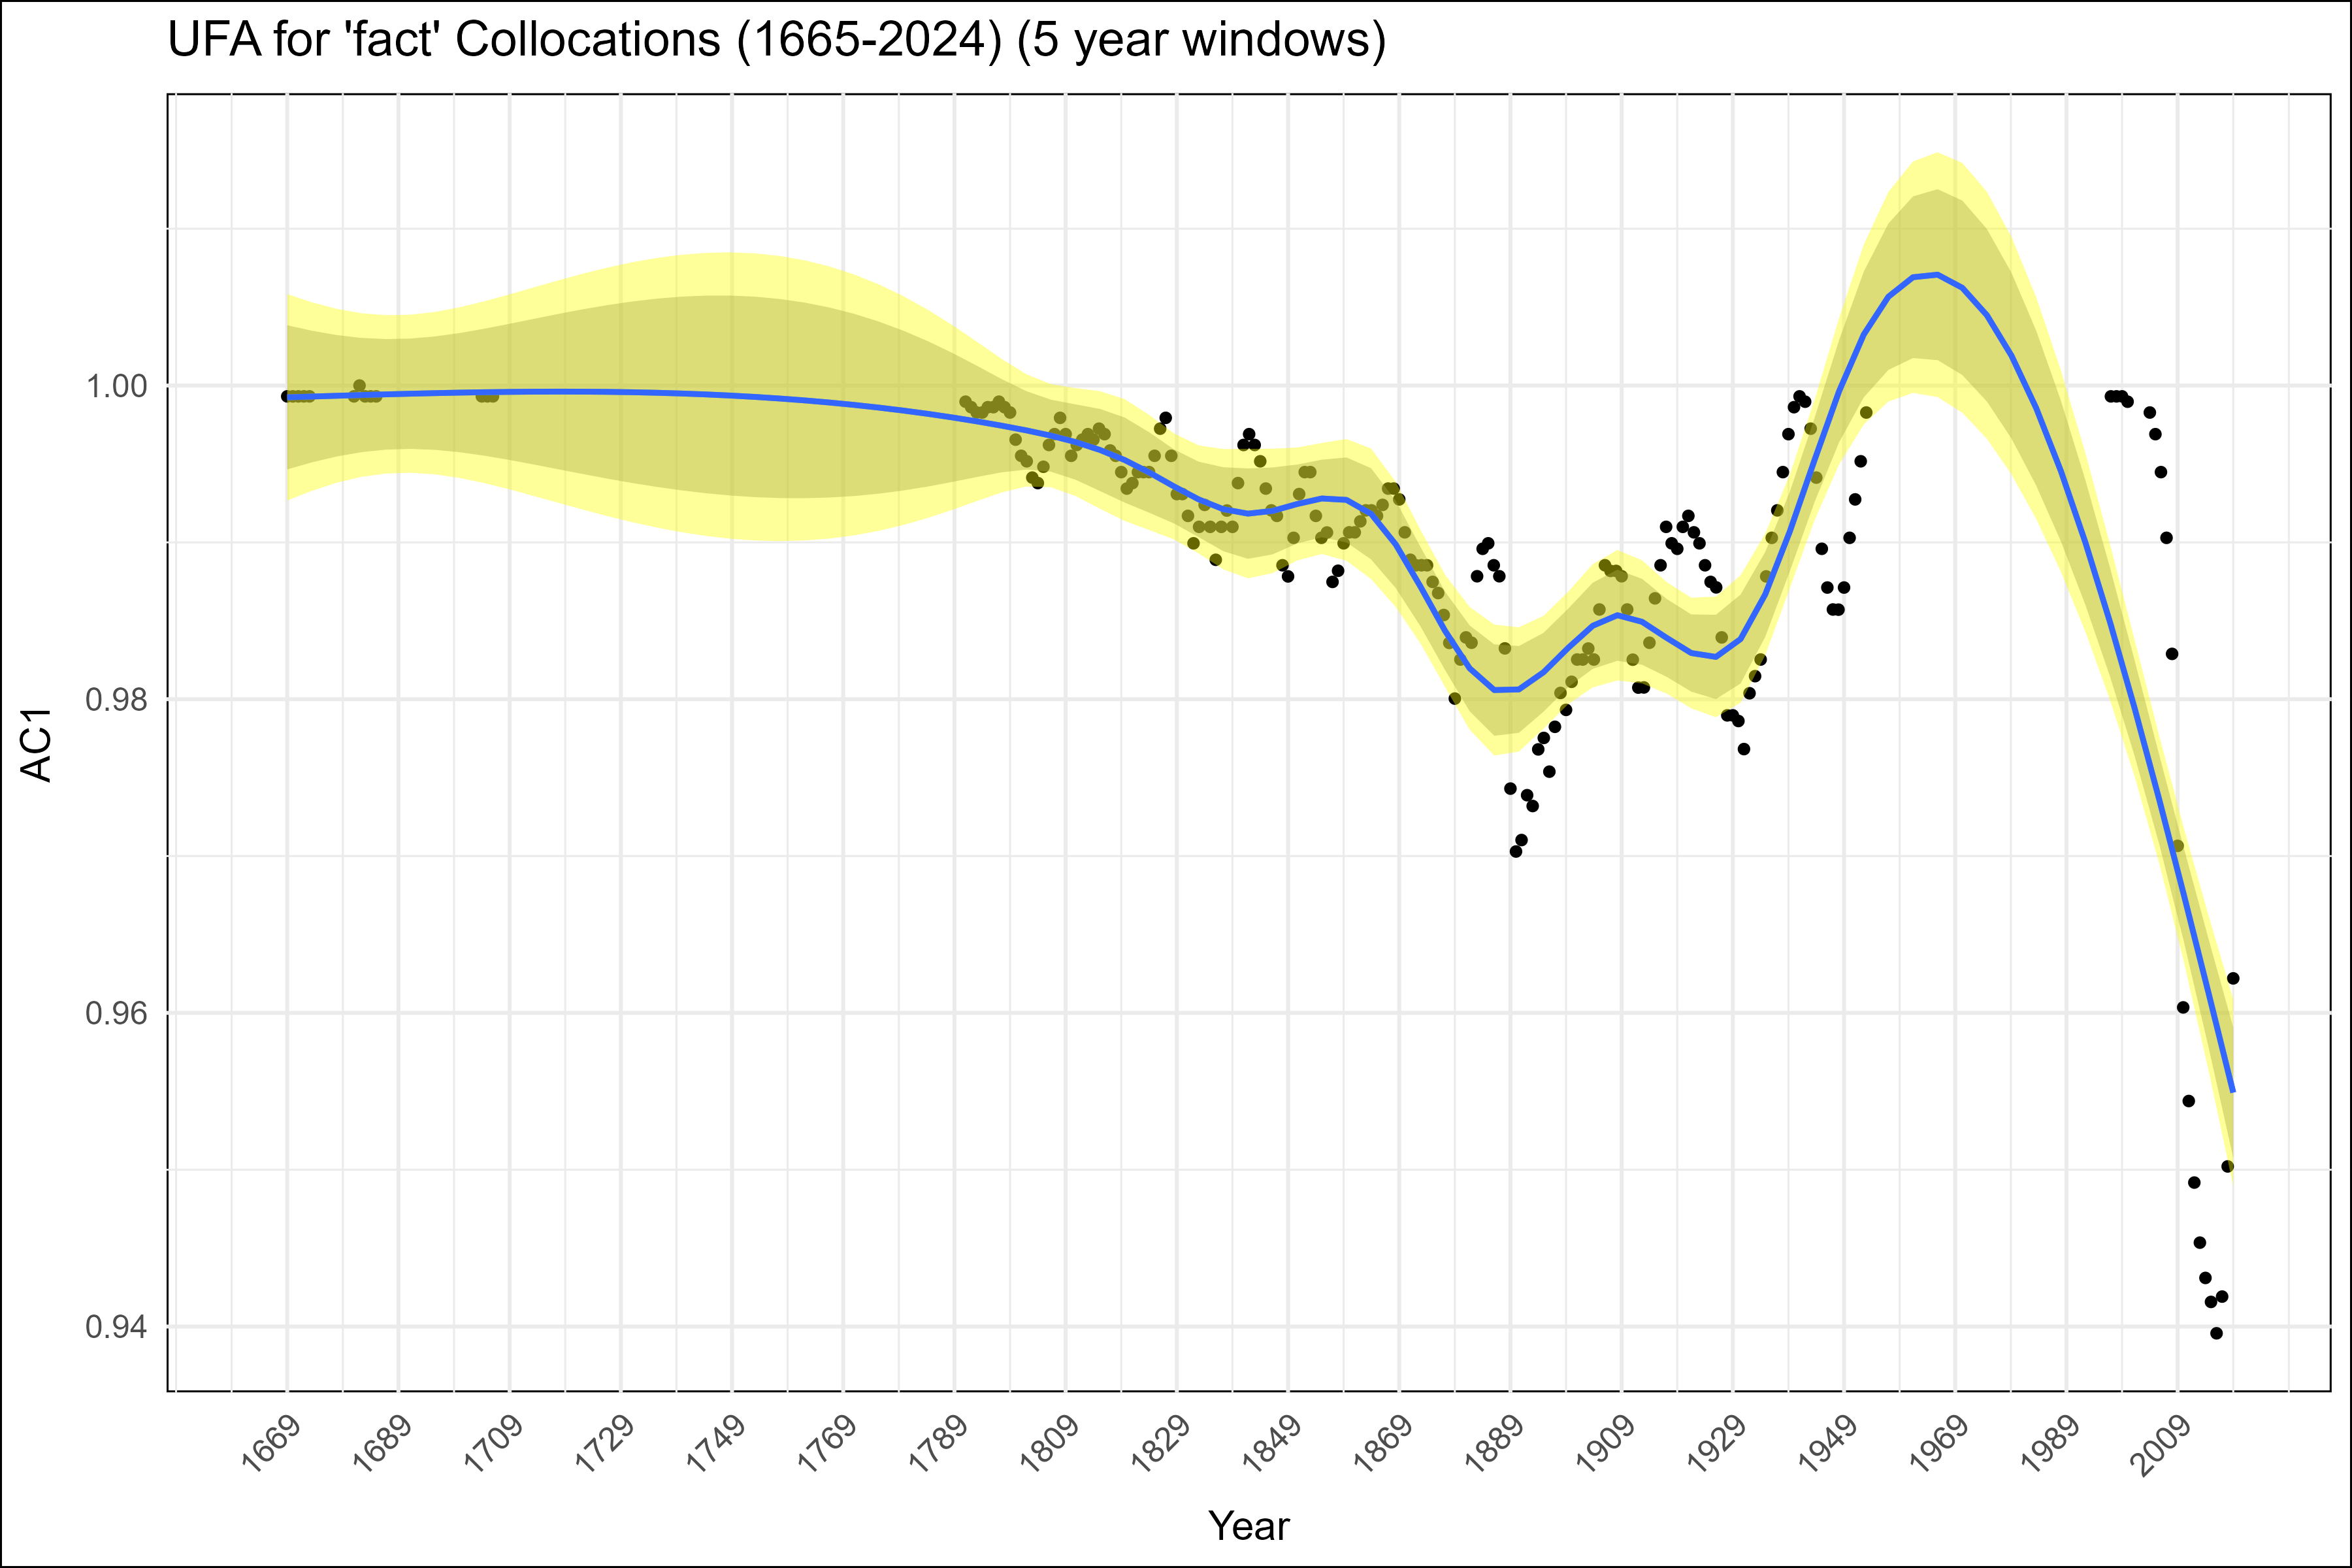 UFA for 'fact' Collocations (1665-2024) (5 year windows)
1.00
0.98
0.96
0.94
AC1
1669 1689 1709 1729 1749 1769 1789 1809 1829 1849 1869 1889 1909 1929 1949 1969 1989 2009
Year